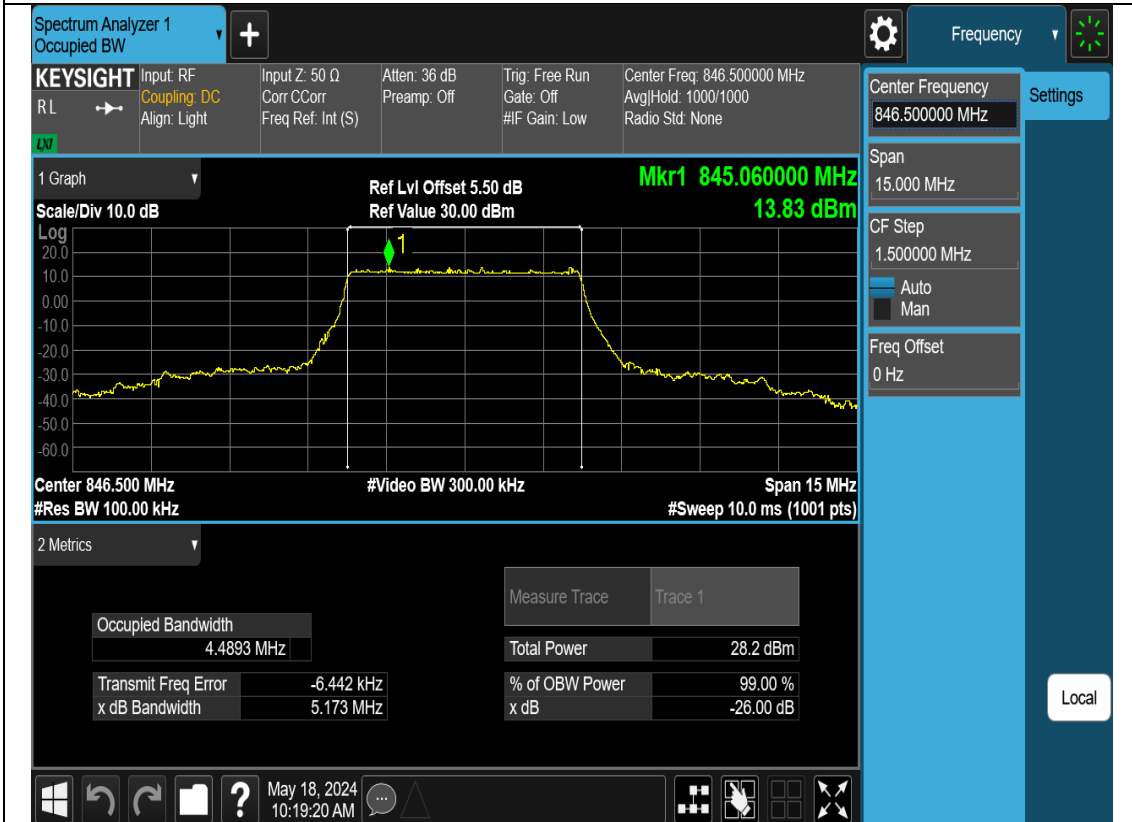 Spectrum Analyzer 1
Occupied BW
▼
+
Frequency ▼
KEYSIGHT
RL
LXI
Input: RF
Coupling: DC
Align: Light
Input Z: 50 Ω
Corr CCorr
Freq Ref: Int (S)
Atten: 36 dB
Preamp: Off
Trig: Free Run
Gate: Off
#IF Gain: Low
Center Freq: 846.500000 MHz
Avg|Hold: 1000/1000
Radio Std: None
Center Frequency
846.500000 MHz
Settings
Span
15.000 MHz
CF Step
1.500000 MHz
Auto
Man
Freq Offset
0 Hz
Local
1 Graph ▼
Scale/Div 10.0 dB
Ref Lvl Offset 5.50 dB
Ref Value 30.00 dBm
Mkr1 845.060000 MHz
13.83 dBm
Log
1
20.0
10.0
0.00
-10.0
-20.0
-30.0
-40.0
-50.0
-60.0
Center 846.500 MHz
#Video BW 300.00 kHz
Span 15 MHz
#Res BW 100.00 kHz
#Sweep 10.0 ms (1001 pts)
2 Metrics ▼
Measure Trace Trace 1
Occupied Bandwidth
4.4893 MHz
Total Power 28.2 dBm
Transmit Freq Error -6.442 kHz
% of OBW Power 99.00 %
x dB Bandwidth 5.173 MHz
x dB -26.00 dB
?
May 18, 2024
10:19:20 AM